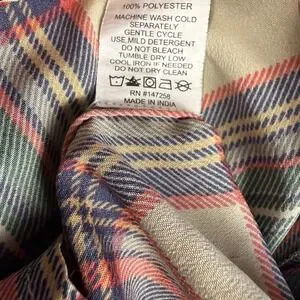 100% POLYESTER
MACHINE WASH COLD
SEPARATELY
GENTLE CYCLE
USE MILD DETERGENT
DO NOT BLEACH
TUMBLE DRY LOW
COOL IRON IF NEEDED
DO NOT DRY CLEAN
RN #147258
MADE IN INDIA